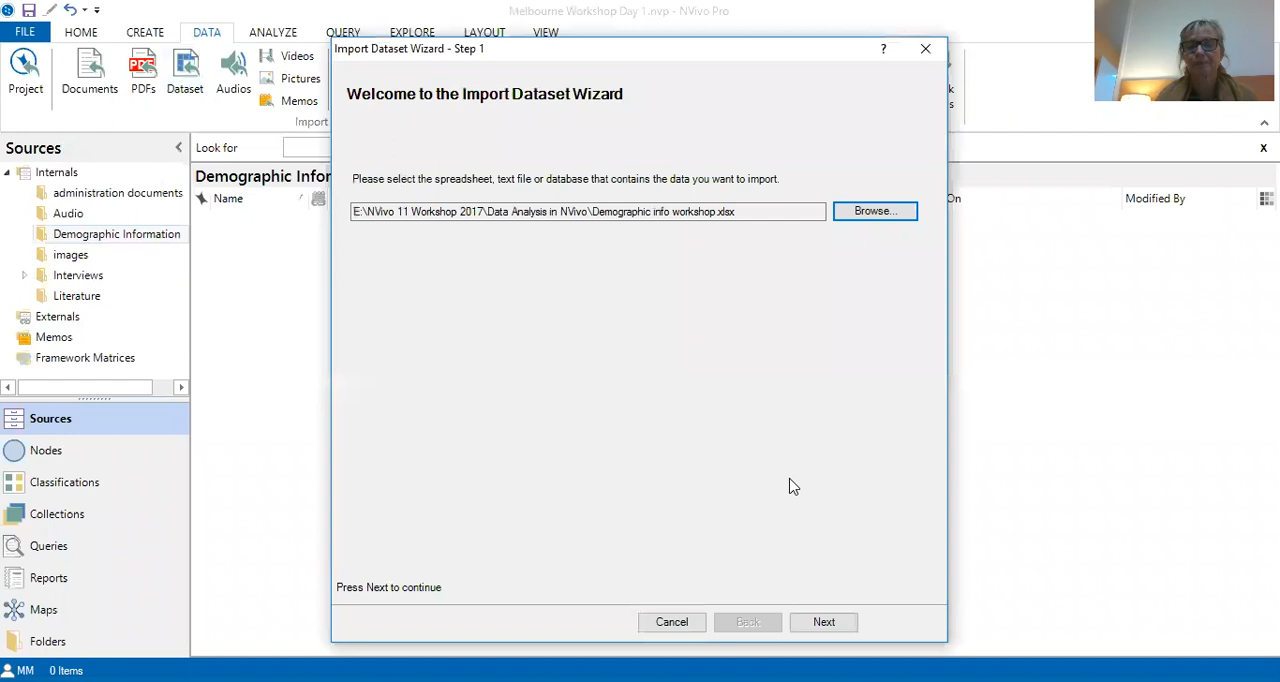 Melbourne Workshop Day 1.nvp - NVivo Pro
FILE HOME CREATE DATA ANALYZE QUERY EXPLORE LAYOUT VIEW
Project
Documents
PDFs
Dataset
Audios
Videos
Pictures
Memos
Import
Sources
Internals
administration documents
Audio
Demographic Information
images
Interviews
Literature
Externals
Memos
Framework Matrices
Sources
Nodes
Classifications
Collections
Queries
Reports
Maps
Folders
Look for
Demographic Infor
Name
On
Modified By
Import Dataset Wizard - Step 1
Welcome to the Import Dataset Wizard
Please select the spreadsheet, text file or database that contains the data you want to import.
E:\NVivo 11 Workshop 2017\Data Analysis in NVivo\Demographic info workshop.xlsx
Browse...
Press Next to continue
Cancel Back Next
MM 0 Items